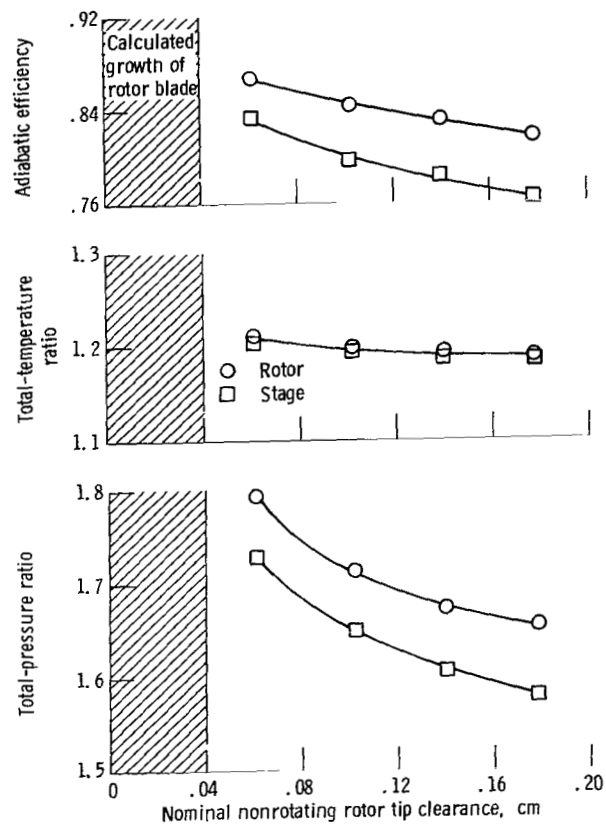 .92
Calculated
growth of
rotor blade
.84
.76
Adiabatic efficiency
1.3
1.2
1.1
Total-temperature
ratio
Rotor
Stage
1.8
1.7
1.6
1.5
Total-pressure ratio
0 .04 .08 .12 .16 .20
Nominal nonrotating rotor tip clearance, cm